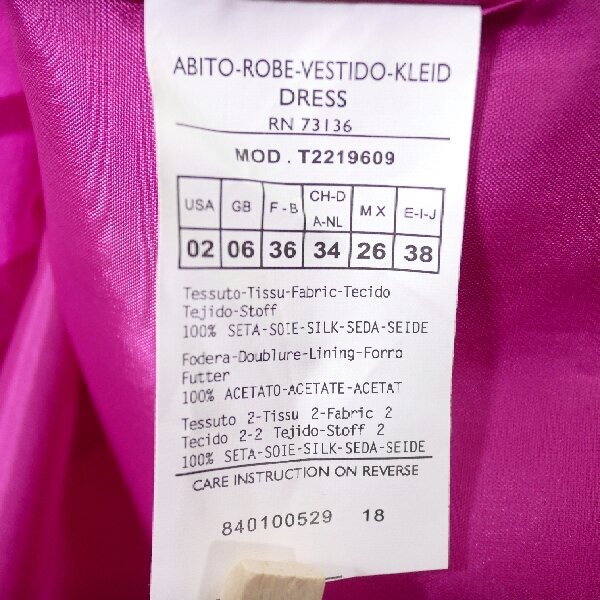 ABITO-ROBE-VESTIDO-KLEID
DRESS
RN 73136
MOD. T2219609
USA GB F-B CH-D A-NL MX E-I-J
02 06 36 34 26 38
Tessuto-Tissu-Fabric-Tecido
Tejido-Stoff
100% SETA-SOIE-SILK-SEDA-SEIDE
Fodera-Doublure-Lining-Forro
Futter
100% ACETATO-ACETATE-ACETAT
Tessuto 2-Tissu 2-Fabric 2
Tecido 2-2 Tejido-Stoff 2
100% SETA-SOIE-SILK-SEDA-SEIDE
CARE INSTRUCTION ON REVERSE
840100529 18